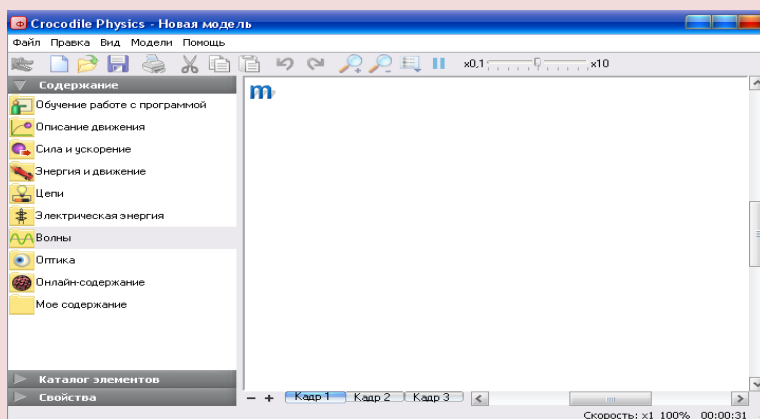 Crocodile Physics - Новая модель
Файл Правка Вид Модели Помощь
x0,1 x10
Содержание
m
Обучение работе с программой
Описание движения
Сила и ускорение
Энергия и движение
Цепи
Электрическая энергия
Волны
Оптика
Онлайн-содержание
Мое содержание
Каталог элементов
Свойства
− + Кадр 1 Кадр 2 Кадр 3
Скорость: x1 100% 00:00:31